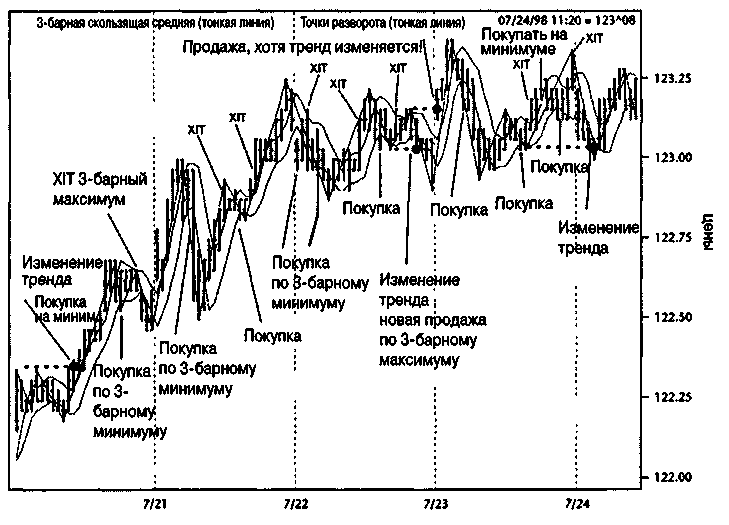 3-барная скользящая средняя (тонкая линия) Точки разворота (тонкая линия) 07/24/98 11:20 = 123^08
Продажа, хотя тренд изменяется!
Покупать на
минимуме
XIT
XIT
XIT
XIT
XIT
XIT
XIT
123.25
123.00
122.75
122.50
122.25
122.00
Цены
XIT 3-барный
максимум
Изменение
тренда
Покупка
на миним.
Покупка
по 3-
барному
минимуму
Покупка
по 3-барному
минимуму
Покупка
Покупка
по 3-барному
минимуму
Покупка
Изменение
тренда
новая продажа
по 3-барному
максимуму
Покупка
Покупка
Покупка
Изменение
тренда
7/21
7/22
7/23
7/24